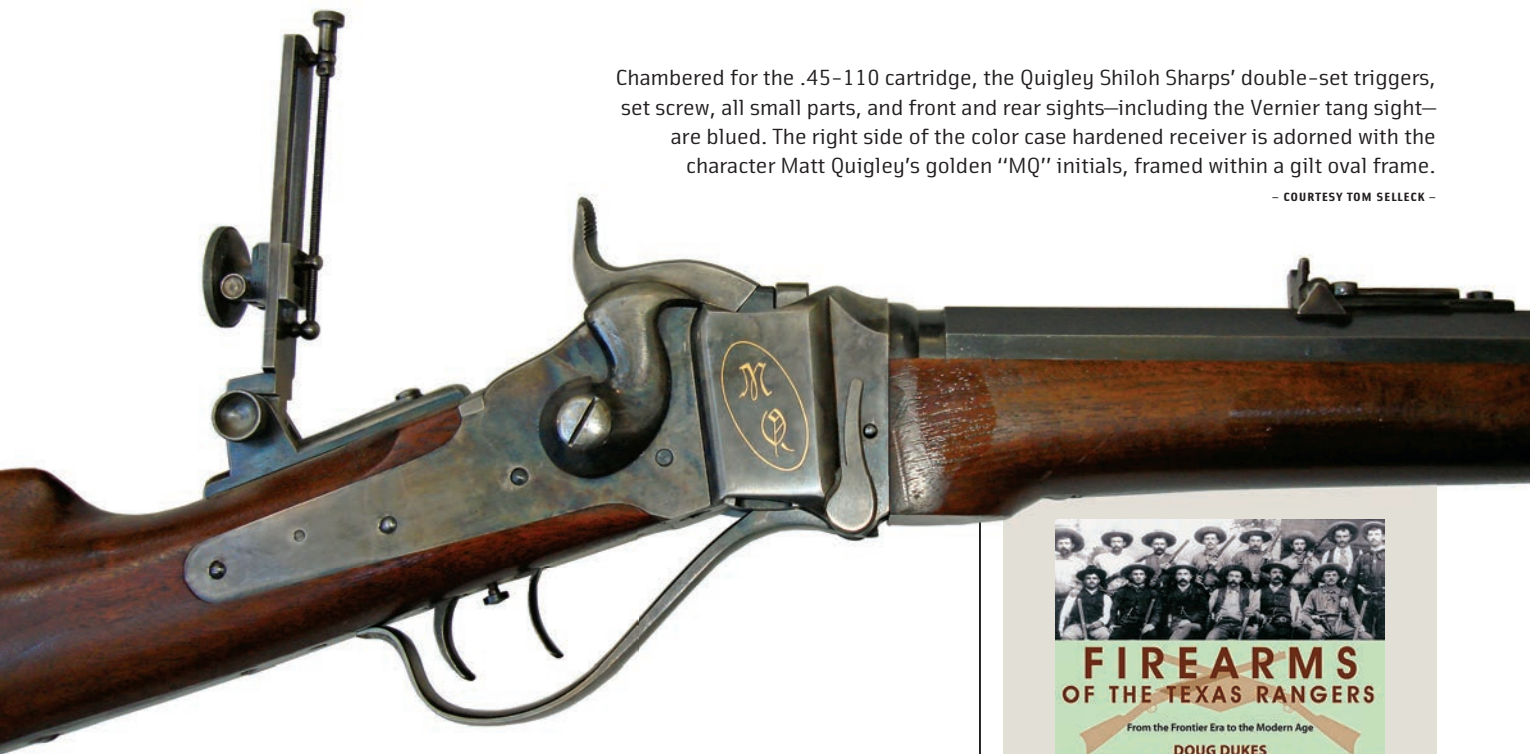 Chambered for the .45-110 cartridge, the Quigley Shiloh Sharps’ double-set triggers,
set screw, all small parts, and front and rear sights—including the Vernier tang sight—
are blued. The right side of the color case hardened receiver is adorned with the
character Matt Quigley’s golden “MQ” initials, framed within a gilt oval frame.
– COURTESY TOM SELLECK –
M
Q
FIREARMS
OF THE TEXAS RANGERS
From the Frontier Era to the Modern Age
DOUG DUKES